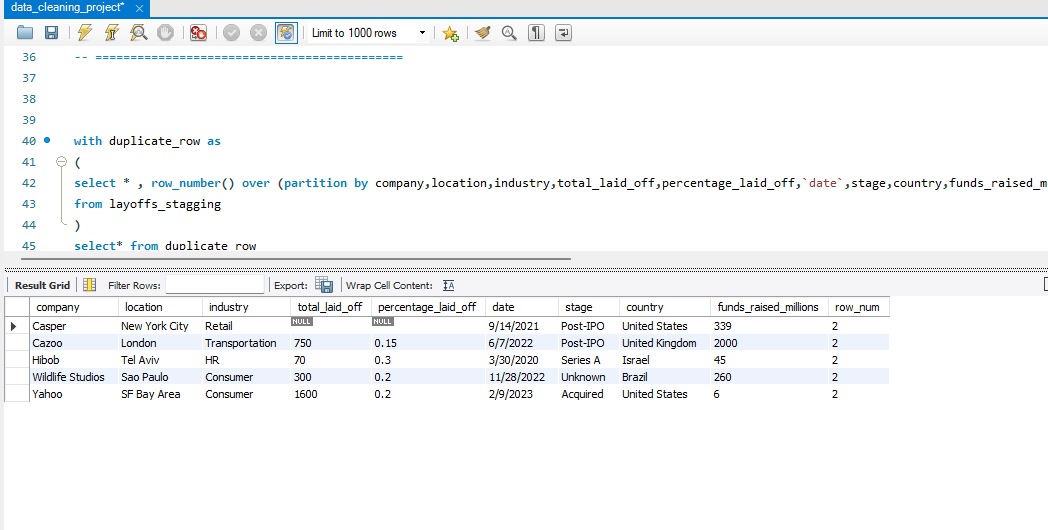 data_cleaning_project*
Limit to 1000 rows
36 -- ============================================
37
38
39
40 with duplicate_row as
41 (
42 select * , row_number() over (partition by company,location,industry,total_laid_off,percentage_laid_off,`date`,stage,country,funds_raised_m
43 from layoffs_stagging
44 )
45 select* from duplicate_row
Result Grid Filter Rows: Export: Wrap Cell Content:
company location industry total_laid_off percentage_laid_off date stage country funds_raised_millions row_num
Casper New York City Retail NULL NULL 9/14/2021 Post-IPO United States 339 2
Cazoo London Transportation 750 0.15 6/7/2022 Post-IPO United Kingdom 2000 2
Hibob Tel Aviv HR 70 0.3 3/30/2020 Series A Israel 45 2
Wildlife Studios Sao Paulo Consumer 300 0.2 11/28/2022 Unknown Brazil 260 2
Yahoo SF Bay Area Consumer 1600 0.2 2/9/2023 Acquired United States 6 2